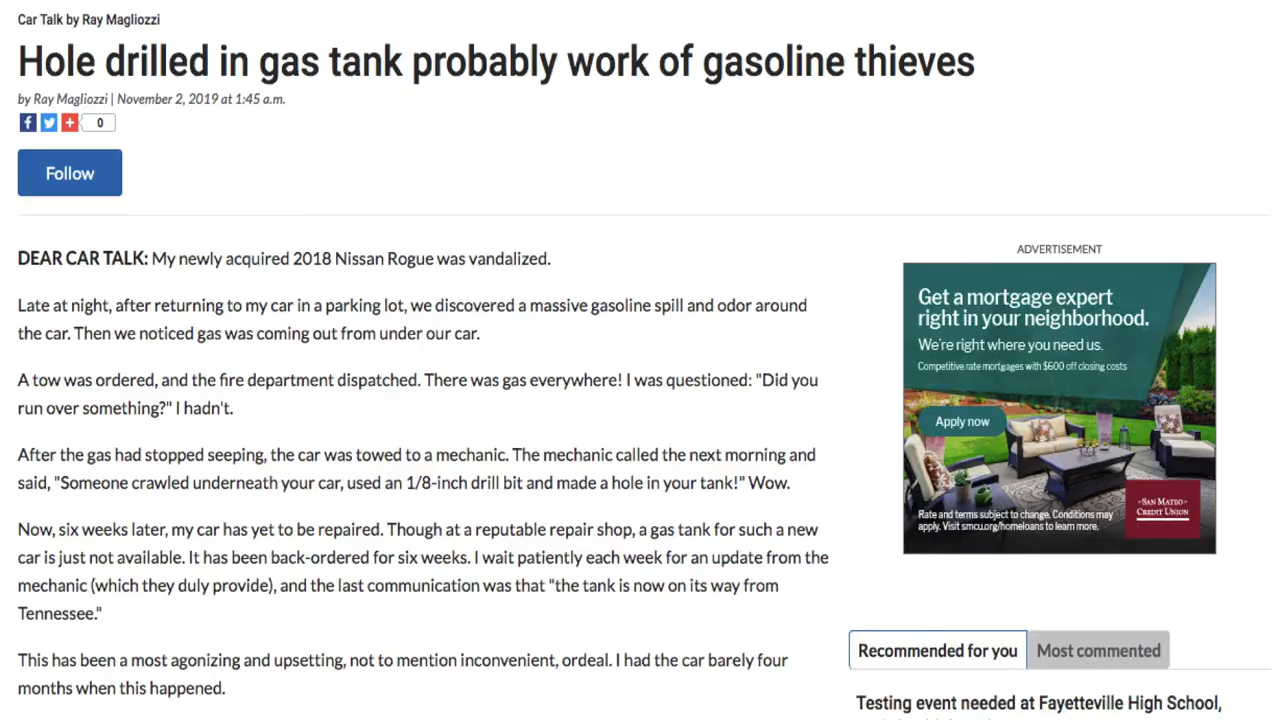 Car Talk by Ray Magliozzi
Hole drilled in gas tank probably work of gasoline thieves
by Ray Magliozzi | November 2, 2019 at 1:45 a.m.
0
Follow
DEAR CAR TALK: My newly acquired 2018 Nissan Rogue was vandalized.
Late at night, after returning to my car in a parking lot, we discovered a massive gasoline spill and odor around
the car. Then we noticed gas was coming out from under our car.
A tow was ordered, and the fire department dispatched. There was gas everywhere! I was questioned: "Did you
run over something?" I hadn't.
After the gas had stopped seeping, the car was towed to a mechanic. The mechanic called the next morning and
said, "Someone crawled underneath your car, used an 1/8-inch drill bit and made a hole in your tank!" Wow.
Now, six weeks later, my car has yet to be repaired. Though at a reputable repair shop, a gas tank for such a new
car is just not available. It has been back-ordered for six weeks. I wait patiently each week for an update from the
mechanic (which they duly provide), and the last communication was that "the tank is now on its way from
Tennessee."
This has been a most agonizing and upsetting, not to mention inconvenient, ordeal. I had the car barely four
months when this happened.
ADVERTISEMENT
Get a mortgage expert
right in your neighborhood.
We're right where you need us.
Competitive rate mortgages with $600 off closing costs
Apply now
Rate and terms subject to change. Conditions may
apply. Visit smcu.org/homeloans to learn more.
SAN MATEO
CREDIT UNION
Recommended for you
Most commented
Testing event needed at Fayetteville High School,